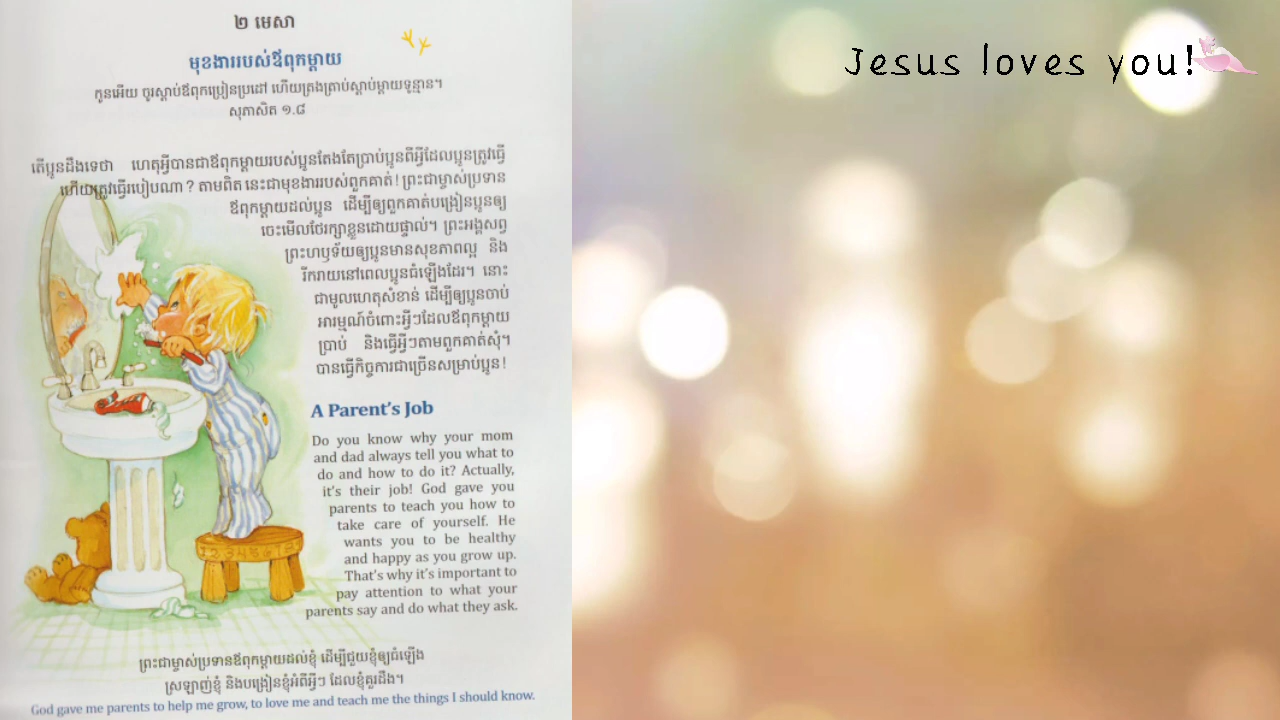 ២ មេសា
មុខងាររបស់ឪពុកម្ដាយ
កូនអើយ ចូរស្ដាប់ឪពុកប្រៀនប្រដៅ ហើយត្រងត្រាប់ស្ដាប់ម្ដាយទូន្មាន។
សុភាសិត ១.៨
តើប្អូនដឹងទេថា ហេតុអ្វីបានជាឪពុកម្ដាយរបស់ប្អូនតែងតែប្រាប់ប្អូនពីអ្វីដែលប្អូនត្រូវធ្វើ
ហើយត្រូវធ្វើរបៀបណា ? តាមពិត នេះជាមុខងាររបស់ពួកគាត់ ! ព្រះជាម្ចាស់ប្រទាន
ឪពុកម្ដាយដល់ប្អូន ដើម្បីឲ្យពួកគាត់បង្រៀនប្អូនឲ្យ
ចេះមើលថែរក្សាខ្លួនដោយផ្ទាល់។ ព្រះអង្គសព្វ
ព្រះហឫទ័យឲ្យប្អូនមានសុខភាពល្អ និង
រីករាយនៅពេលប្អូនធំឡើងដែរ។ នោះ
ជាមូលហេតុសំខាន់ ដើម្បីឲ្យប្អូនចាប់
អារម្មណ៍ចំពោះអ្វីៗដែលឪពុកម្ដាយ
ប្រាប់ និងធ្វើអ្វីៗតាមពួកគាត់សុំ។
បានធ្វើកិច្ចការជាច្រើនសម្រាប់ប្អូន !
A Parent's Job
Do you know why your mom
and dad always tell you what to
do and how to do it? Actually,
it's their job! God gave you
parents to teach you how to
take care of yourself. He
wants you to be healthy
and happy as you grow up.
That's why it's important to
pay attention to what your
parents say and do what they ask.
ព្រះជាម្ចាស់ប្រទានឪពុកម្ដាយដល់ខ្ញុំ ដើម្បីជួយខ្ញុំឲ្យធំឡើង
ស្រឡាញ់ខ្ញុំ និងបង្រៀនខ្ញុំអំពីអ្វីៗ ដែលខ្ញុំគួរដឹង។
God gave me parents to help me grow, to love me and teach me the things I should know.
Jesus loves you!